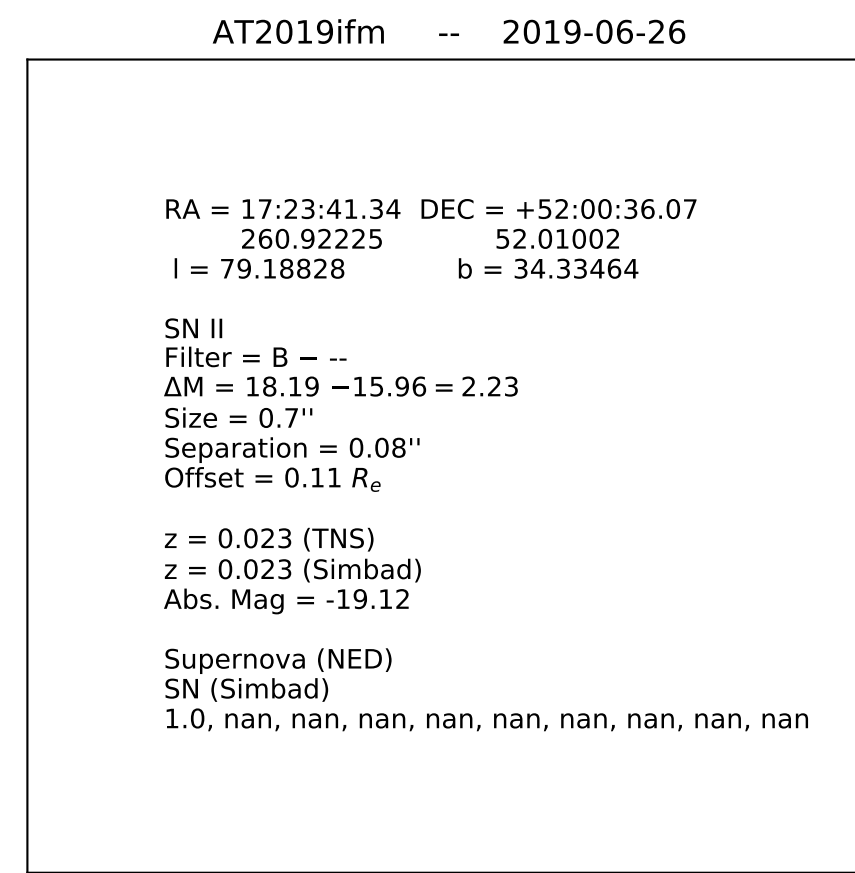 AT2019ifm -- 2019-06-26
RA = 17:23:41.34 DEC = +52:00:36.07
260.92225 52.01002
l = 79.18828 b = 34.33464
SN II
Filter = B − --
ΔM = 18.19 −15.96 = 2.23
Size = 0.7''
Separation = 0.08''
Offset = 0.11 Rₑ
z = 0.023 (TNS)
z = 0.023 (Simbad)
Abs. Mag = -19.12
Supernova (NED)
SN (Simbad)
1.0, nan, nan, nan, nan, nan, nan, nan, nan, nan